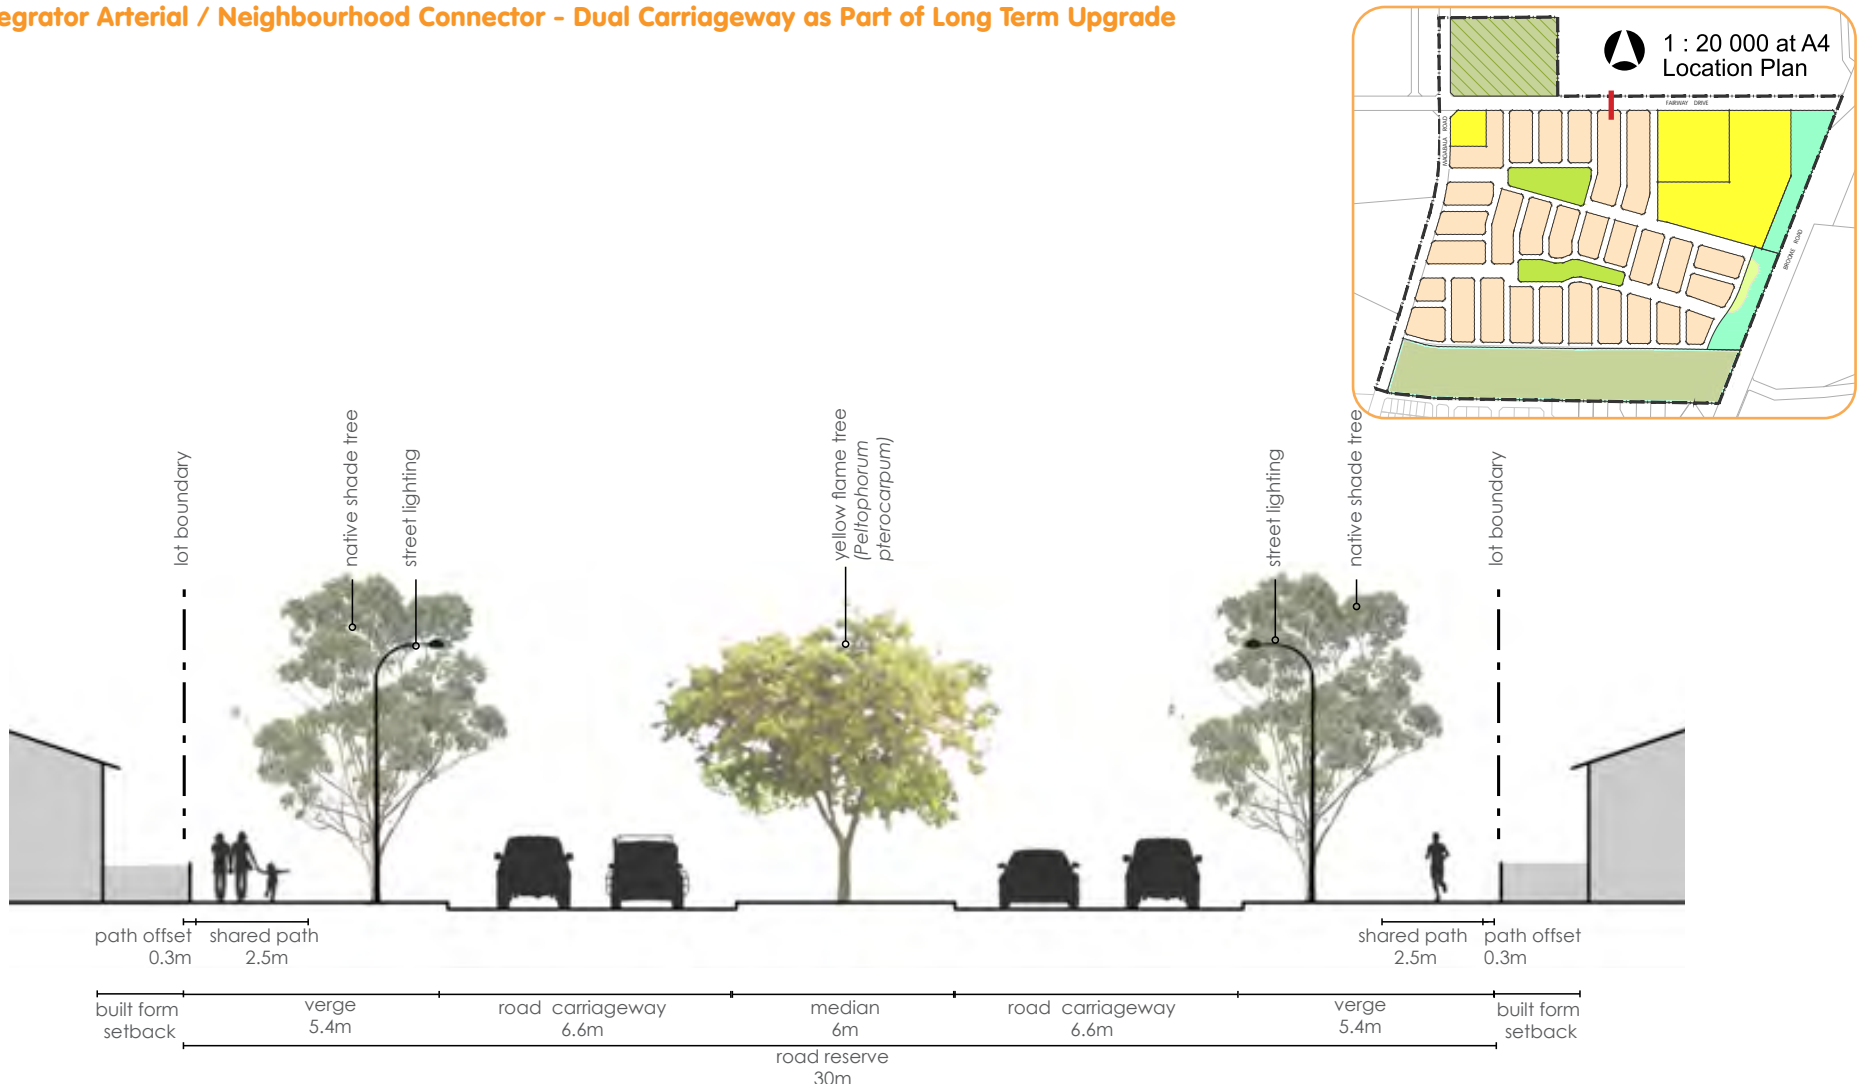 egrator Arterial / Neighbourhood Connector - Dual Carriageway as Part of Long Term Upgrade
1 : 20 000 at A4
Location Plan
FAIRWAY DRIVE
MAGABALA ROAD
BROOME ROAD
lot boundary
native shade tree
street lighting
yellow flame tree
(Peltophorum
pterocarpum)
street lighting
native shade tree
lot boundary
path offset
0.3m
shared path
2.5m
shared path
2.5m
path offset
0.3m
built form
setback
verge
5.4m
road carriageway
6.6m
median
6m
road carriageway
6.6m
verge
5.4m
built form
setback
road reserve
30m